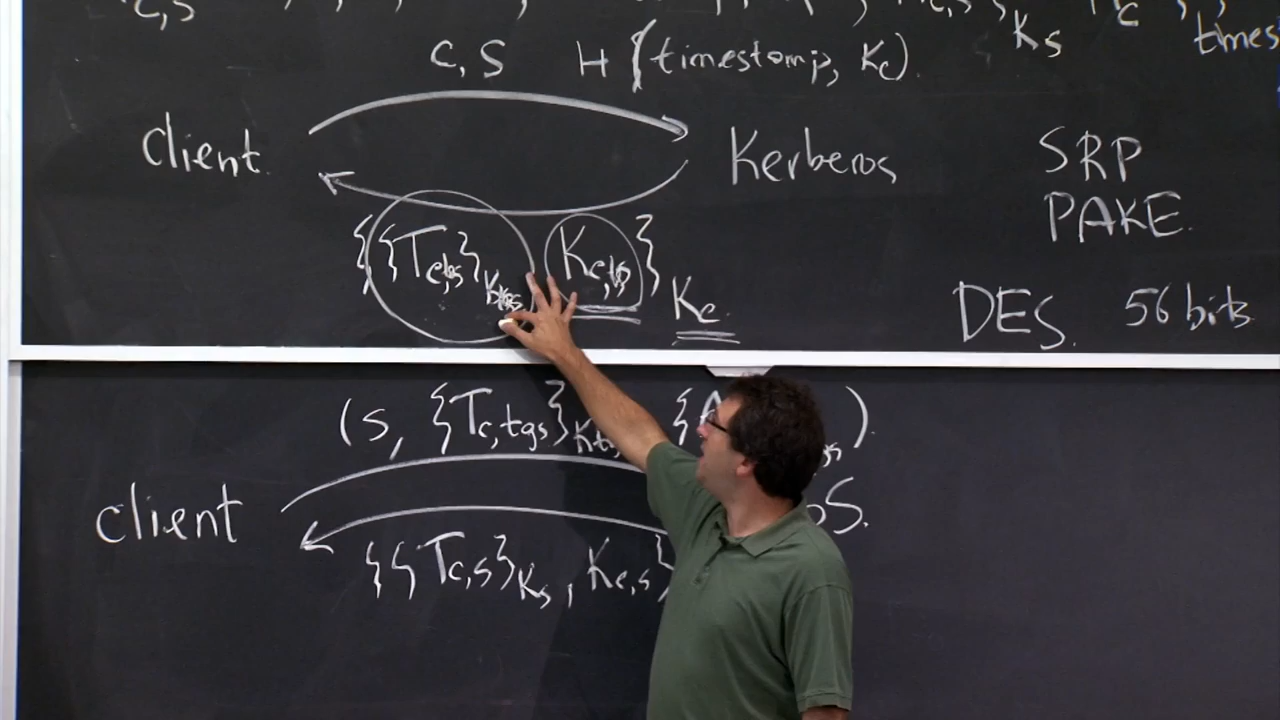 c,s } Ks c times
C, S H {timestamp, Kc).
client Kerberos
{{Tc,tgs}Ktgs Kc,tgs}Kc
SRP
PAKE.
DES. 56 bits
(S, {Tc,tgs}Ktgs {A ).
client
{{Tc,s}Ks, Kc,s}
S.